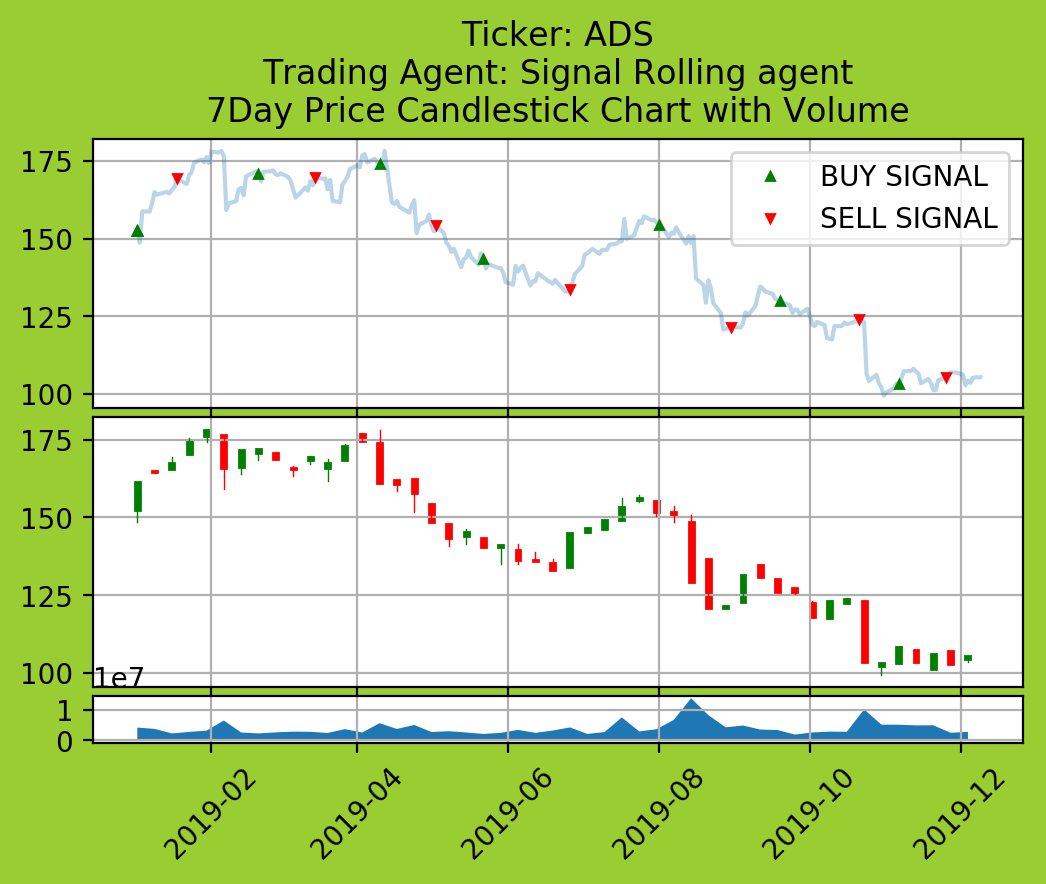 Ticker: ADS
Trading Agent: Signal Rolling agent
7Day Price Candlestick Chart with Volume
175
150
125
100
BUY SIGNAL
SELL SIGNAL
175
150
125
100
1e7
1
0
2019-02
2019-04
2019-06
2019-08
2019-10
2019-12